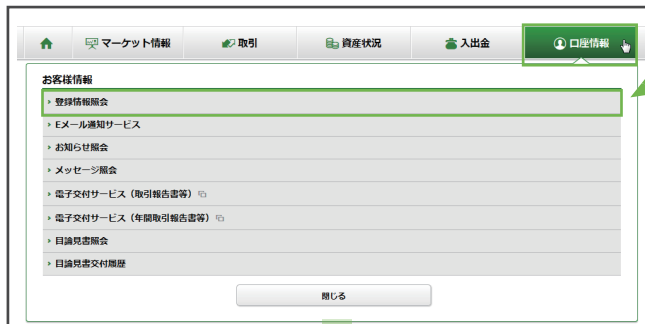 マーケット情報
取引
資産状況
入出金
口座情報
お客様情報
登録情報照会
Eメール通知サービス
お知らせ照会
メッセージ照会
電子交付サービス（取引報告書等）
電子交付サービス（年間取引報告書等）
目論見書照会
目論見書交付履歴
閉じる